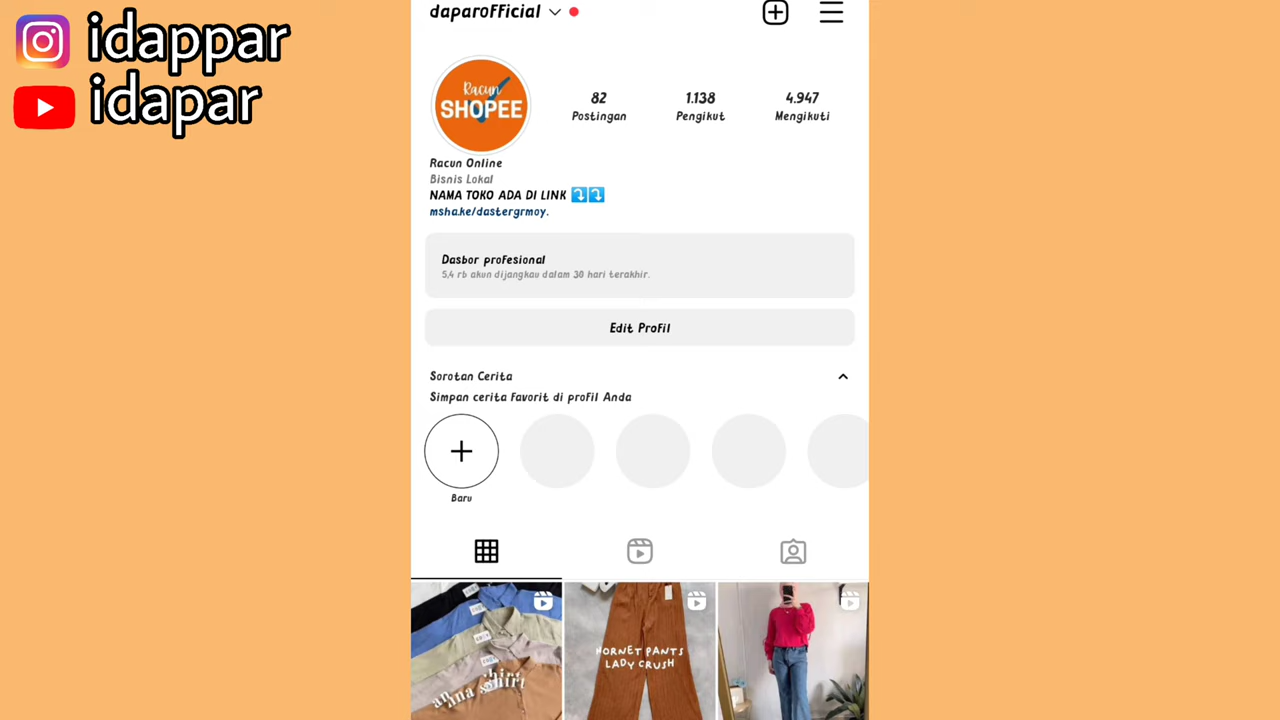 idappar
idapar
daparofficial
Racun
SHOPEE
82
Postingan
1.138
Pengikut
4.947
Mengikuti
Racun Online
Bisnis Lokal
NAMA TOKO ADA DI LINK ⤵️⤵️
msha.ke/dastergrmoy.
Dasbor profesional
5,4 rb akun dijangkau dalam 30 hari terakhir.
Edit Profil
Sorotan Cerita
Simpan cerita favorit di profil Anda
Baru
anna shirt
HORNET PANTS
LADY CRUSH